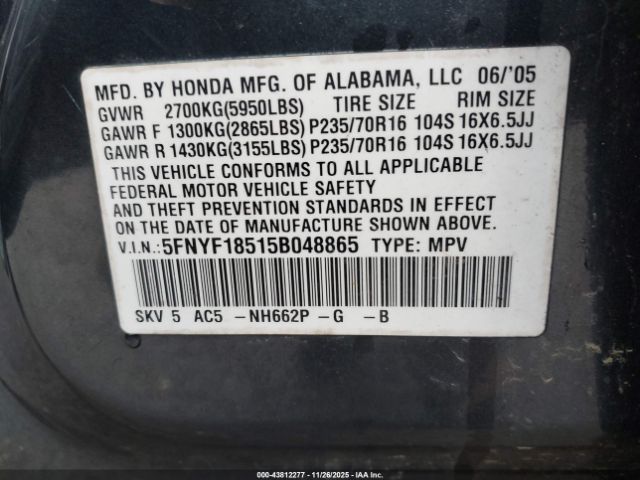 MFD. BY HONDA MFG. OF ALABAMA, LLC 06/'05
GVWR 2700KG(5950LBS) TIRE SIZE RIM SIZE
GAWR F 1300KG(2865LBS) P235/70R16 104S 16X6.5JJ
GAWR R 1430KG(3155LBS) P235/70R16 104S 16X6.5JJ
THIS VEHICLE CONFORMS TO ALL APPLICABLE
FEDERAL MOTOR VEHICLE SAFETY
AND THEFT PREVENTION STANDARDS IN EFFECT
ON THE DATE OF MANUFACTURE SHOWN ABOVE.
V.I.N.: 5FNYF18515B048865 TYPE: MPV
SKV 5 AC5 -NH662P -G -B
000-43812277 - 11/26/2025 - IAAI.com